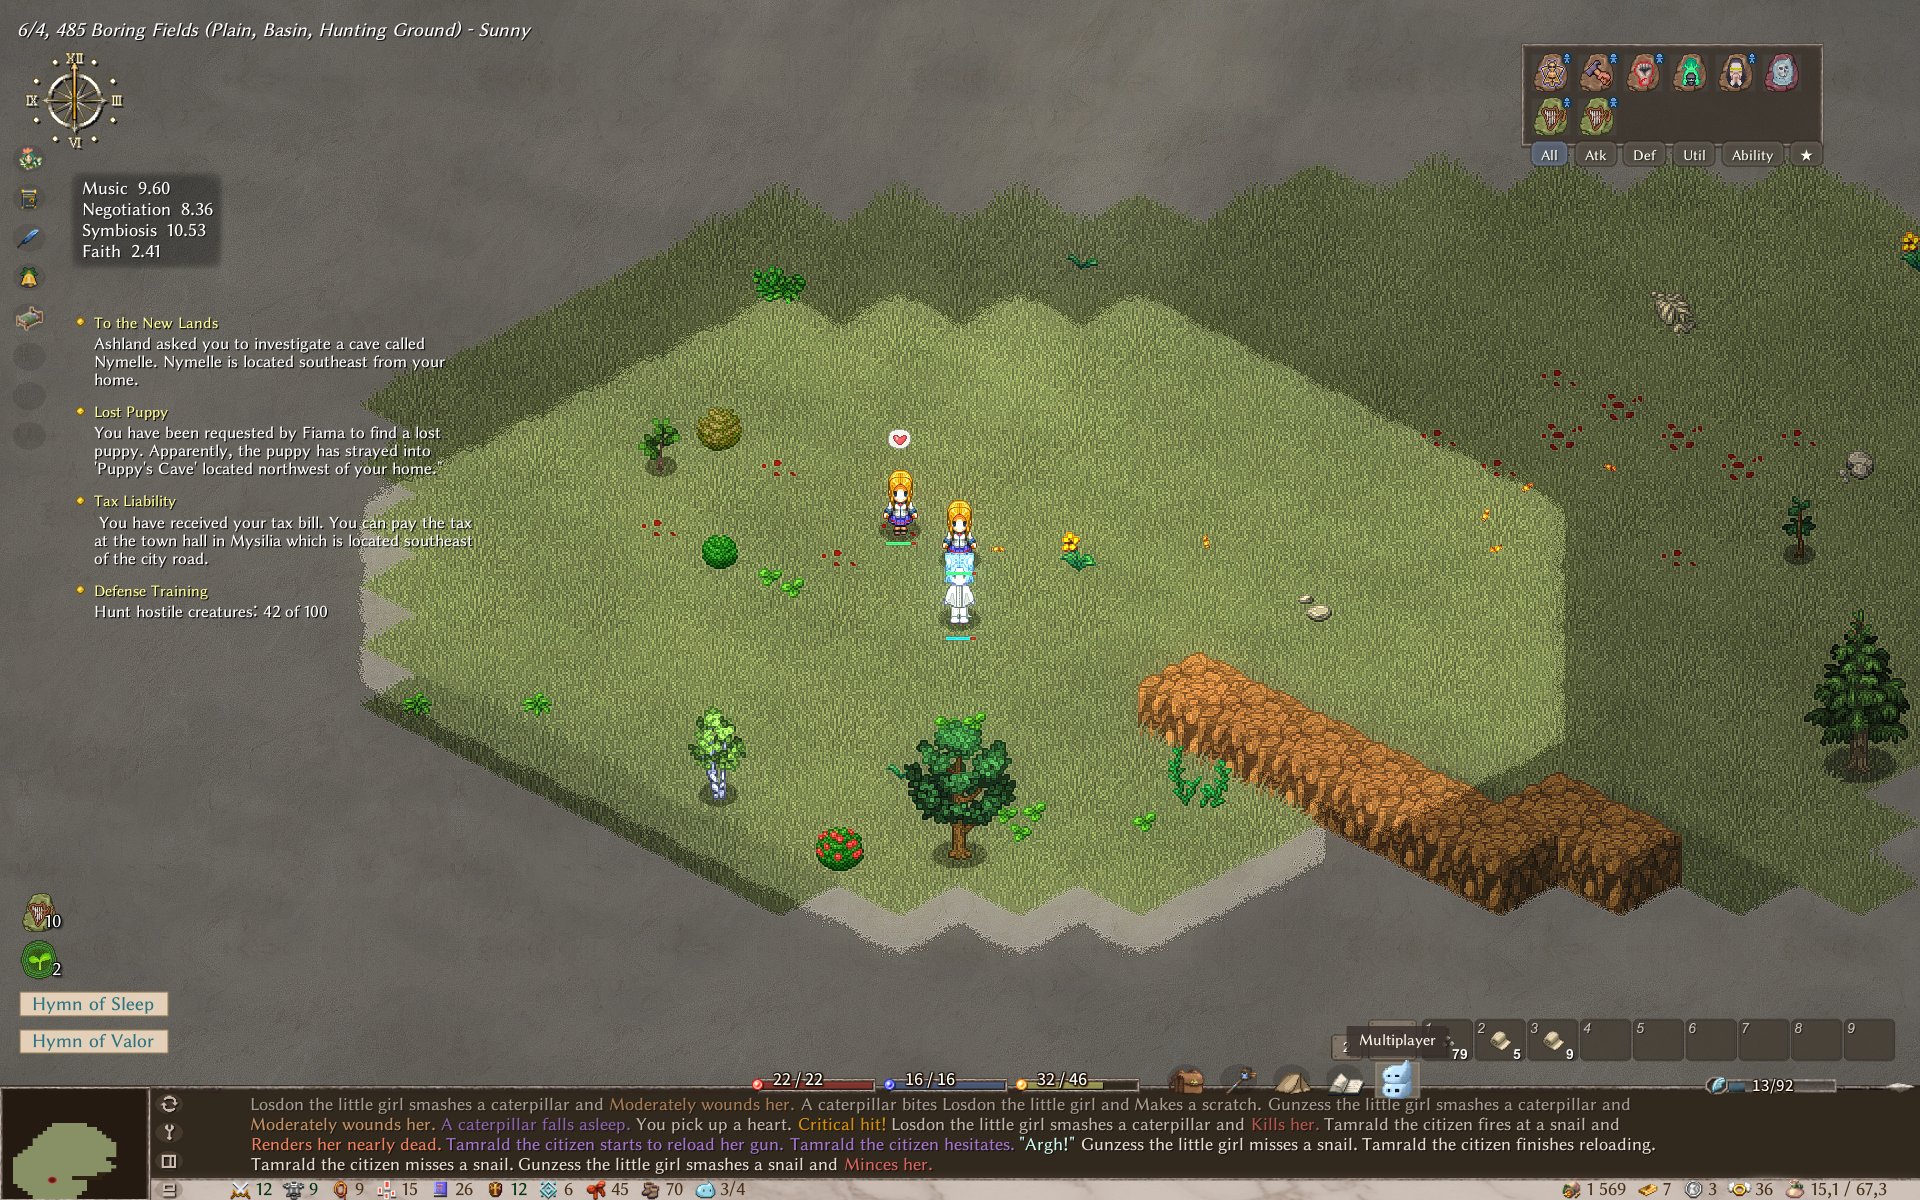 6/4, 485 Boring Fields (Plain, Basin, Hunting Ground) - Sunny
XII
IX
III
VI
All
Atk
Def
Util
Ability
★
Music 9.60
Negotiation 8.36
Symbiosis 10.53
Faith 2.41
To the New Lands
Ashland asked you to investigate a cave called
Nymelle. Nymelle is located southeast from your
home.
Lost Puppy
You have been requested by Fiama to find a lost
puppy. Apparently, the puppy has strayed into
'Puppy's Cave' located northwest of your home."
Tax Liability
You have received your tax bill. You can pay the tax
at the town hall in Mysilia which is located southeast
of the city road.
Defense Training
Hunt hostile creatures: 42 of 100
10
2
Hymn of Sleep
Hymn of Valor
2
Multiplayer
1 79
2 5
3 9
4
5
6
7
8
9
22 / 22
16 / 16
32 / 46
13/92
Losdon the little girl smashes a caterpillar and Moderately wounds her. A caterpillar bites Losdon the little girl and Makes a scratch. Gunzess the little girl smashes a caterpillar and
Moderately wounds her. A caterpillar falls asleep. You pick up a heart. Critical hit! Losdon the little girl smashes a caterpillar and Kills her. Tamrald the citizen fires at a snail and
Renders her nearly dead. Tamrald the citizen starts to reload her gun. Tamrald the citizen hesitates. "Argh!" Gunzess the little girl misses a snail. Tamrald the citizen finishes reloading.
Tamrald the citizen misses a snail. Gunzess the little girl smashes a snail and Minces her.
12 9 9 15 26 12 6 45 70 3/4
1 569 7 3 36 15,1 / 67,3